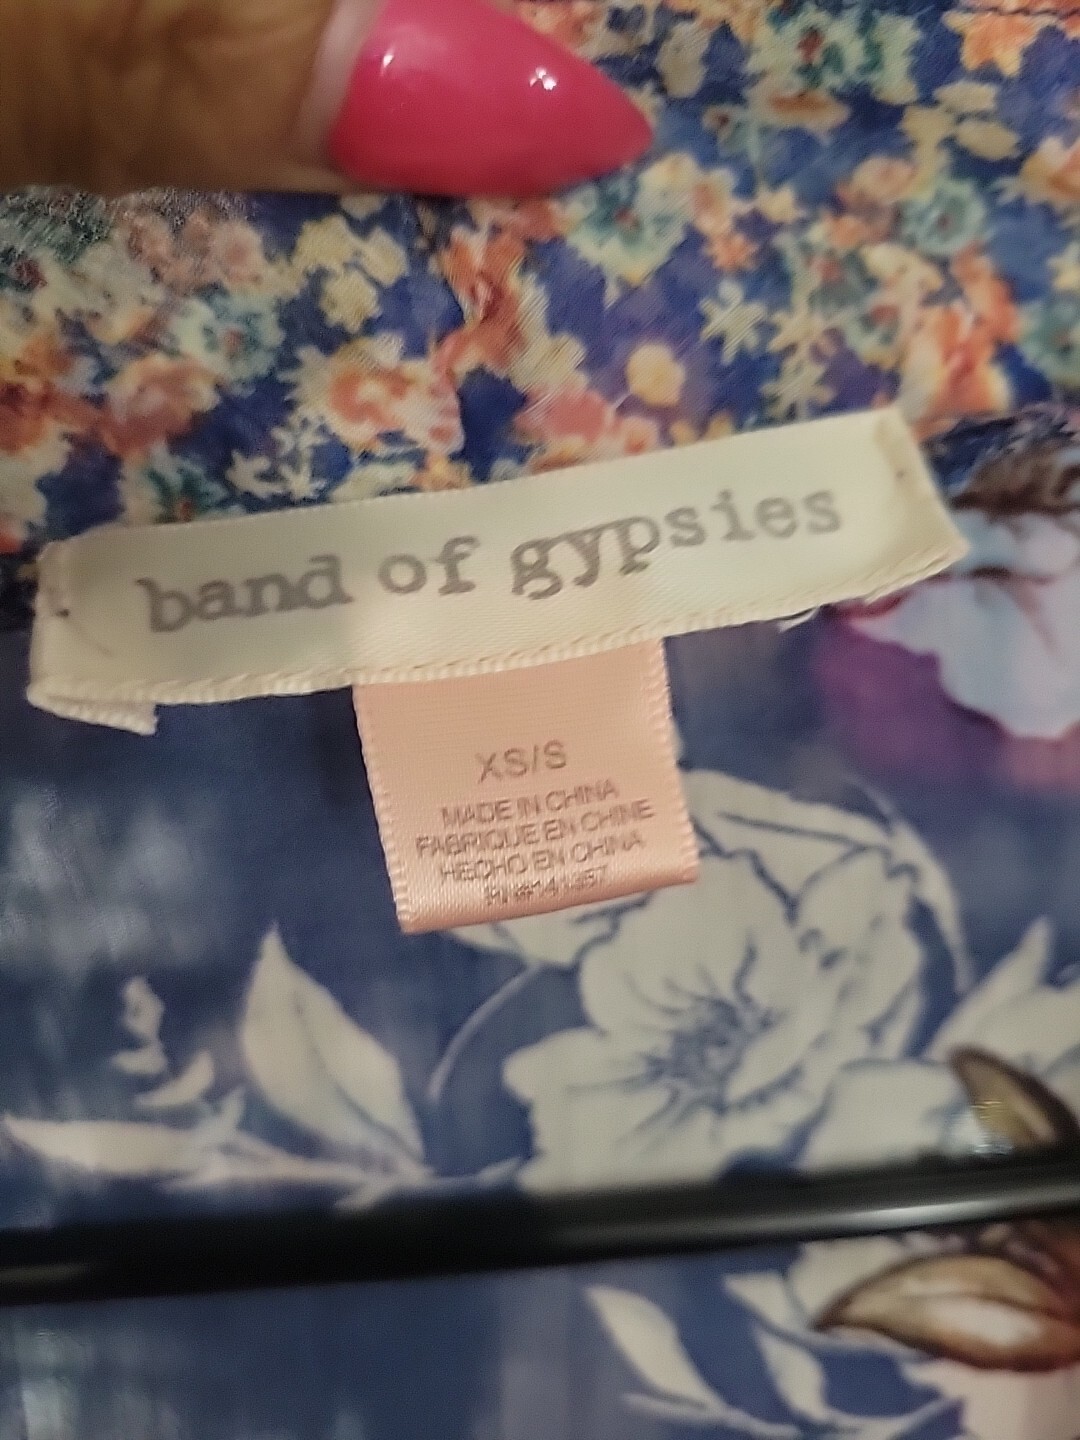 band of gypsies
XS/S
MADE IN CHINA
FABRIQUE EN CHINE
HECHO EN CHINA